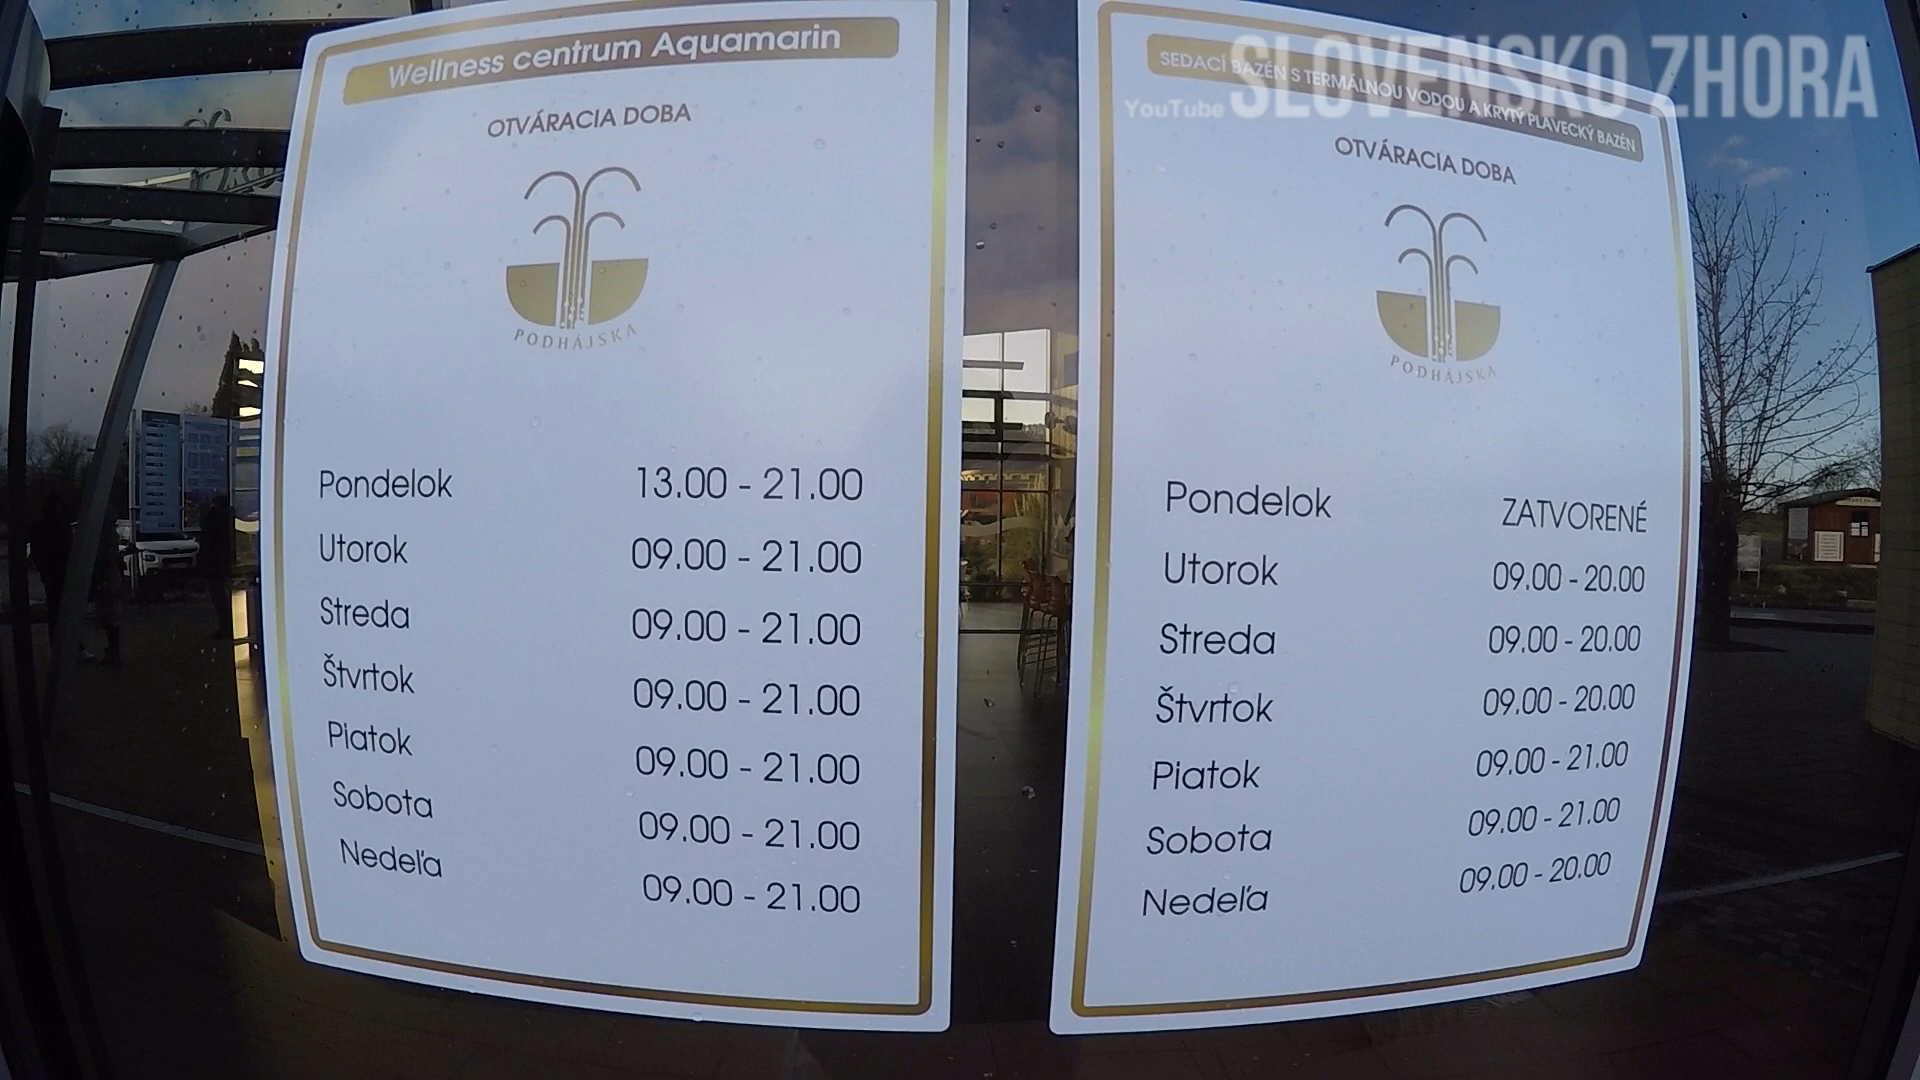 Wellness centrum Aquamarin
OTVÁRACIA DOBA
PODHÁJSKA
Pondelok 13.00 - 21.00
Utorok 09.00 - 21.00
Streda 09.00 - 21.00
Štvrtok 09.00 - 21.00
Piatok 09.00 - 21.00
Sobota 09.00 - 21.00
Nedeľa 09.00 - 21.00
YouTube SLOVENSKO ZHORA
SEDACÍ BAZÉN S TERMÁLNOU VODOU A KRYTÝ PLAVECKÝ BAZÉN
OTVÁRACIA DOBA
PODHÁJSKA
Pondelok ZATVORENÉ
Utorok 09.00 - 20.00
Streda 09.00 - 20.00
Štvrtok 09.00 - 20.00
Piatok 09.00 - 21.00
Sobota 09.00 - 21.00
Nedeľa 09.00 - 20.00